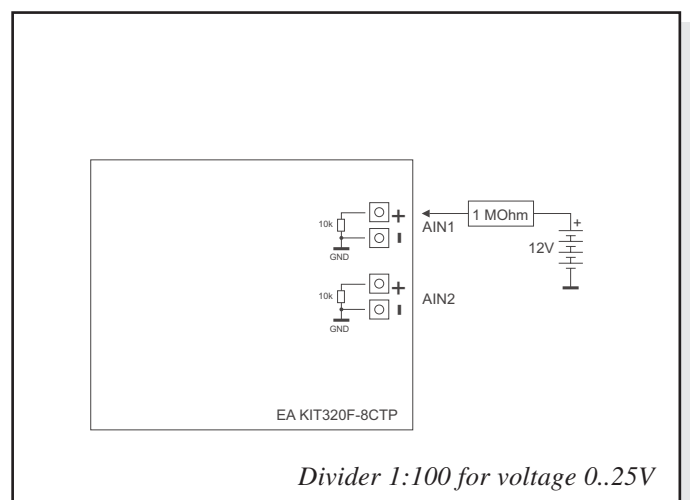 10k
+
-
GND
AIN1
1 MOhm
+
12V
10k
+
-
GND
AIN2
EA KIT320F-8CTP
Divider 1:100 for voltage 0..25V